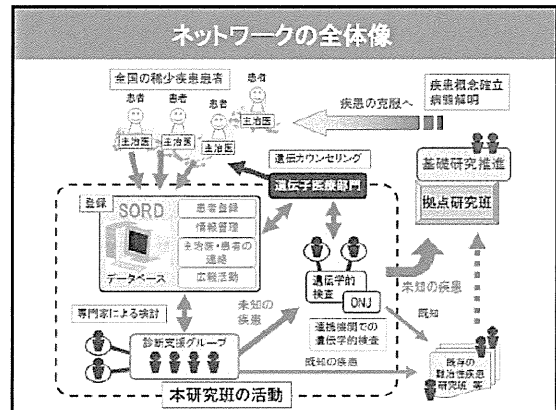 ネットワークの全体像
全国の稀少疾患患者
患者
患者
患者
患者
主治医
主治医
主治医
主治医
疾患の克服へ
疾患概念確立
病態解明
基礎研究推進
拠点研究班
遺伝カウンセリング
遺伝子医療部門
登録
SORD
データベース
患者登録
情報管理
主治医・患者の
連絡
広報活動
遺伝学的
検査
ONJ
未知の疾患
専門家による検討
未知の
疾患
連携機関での
遺伝学的検査
既知
診断支援グループ
既知の疾患
既存の
難治性疾患
研究班 等
本研究班の活動